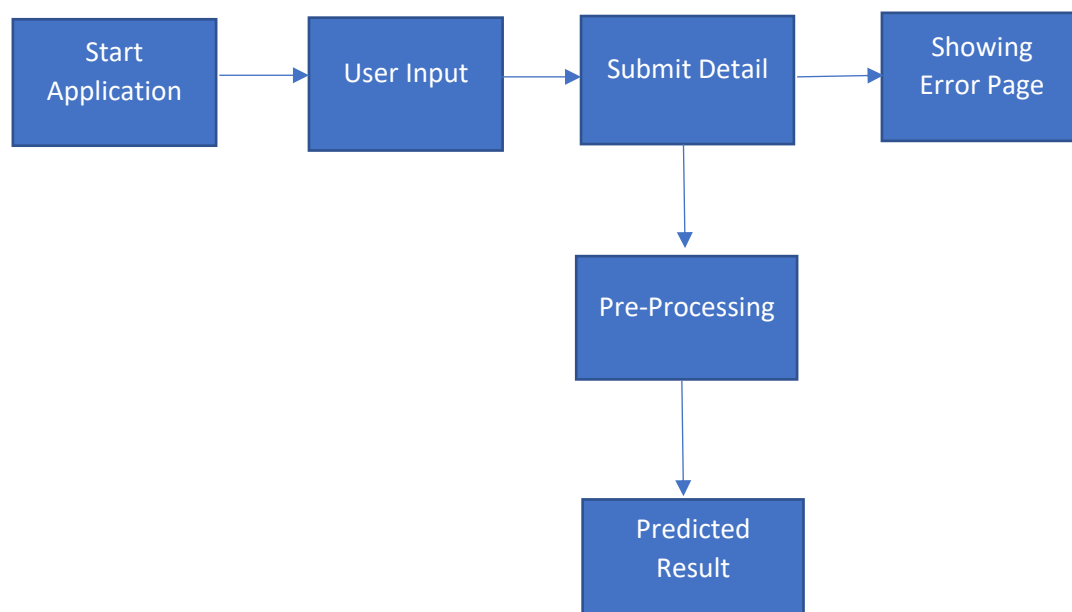 Start
Application
User Input
Submit Detail
Showing
Error Page
Pre-Processing
Predicted
Result